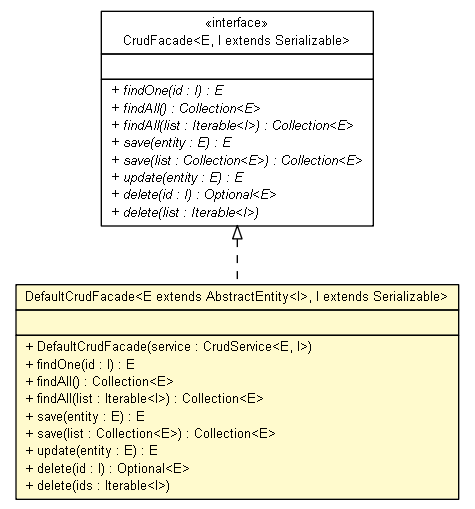 «interface»
CrudFacade<E, I extends Serializable>
+ findOne(id : I) : E
+ findAll() : Collection<E>
+ findAll(list : Iterable<I>) : Collection<E>
+ save(entity : E) : E
+ save(list : Collection<E>) : Collection<E>
+ update(entity : E) : E
+ delete(id : I) : Optional<E>
+ delete(list : Iterable<I>)
DefaultCrudFacade<E extends AbstractEntity<I>, I extends Serializable>
+ DefaultCrudFacade(service : CrudService<E, I>)
+ findOne(id : I) : E
+ findAll() : Collection<E>
+ findAll(list : Iterable<I>) : Collection<E>
+ save(entity : E) : E
+ save(list : Collection<E>) : Collection<E>
+ update(entity : E) : E
+ delete(id : I) : Optional<E>
+ delete(ids : Iterable<I>)